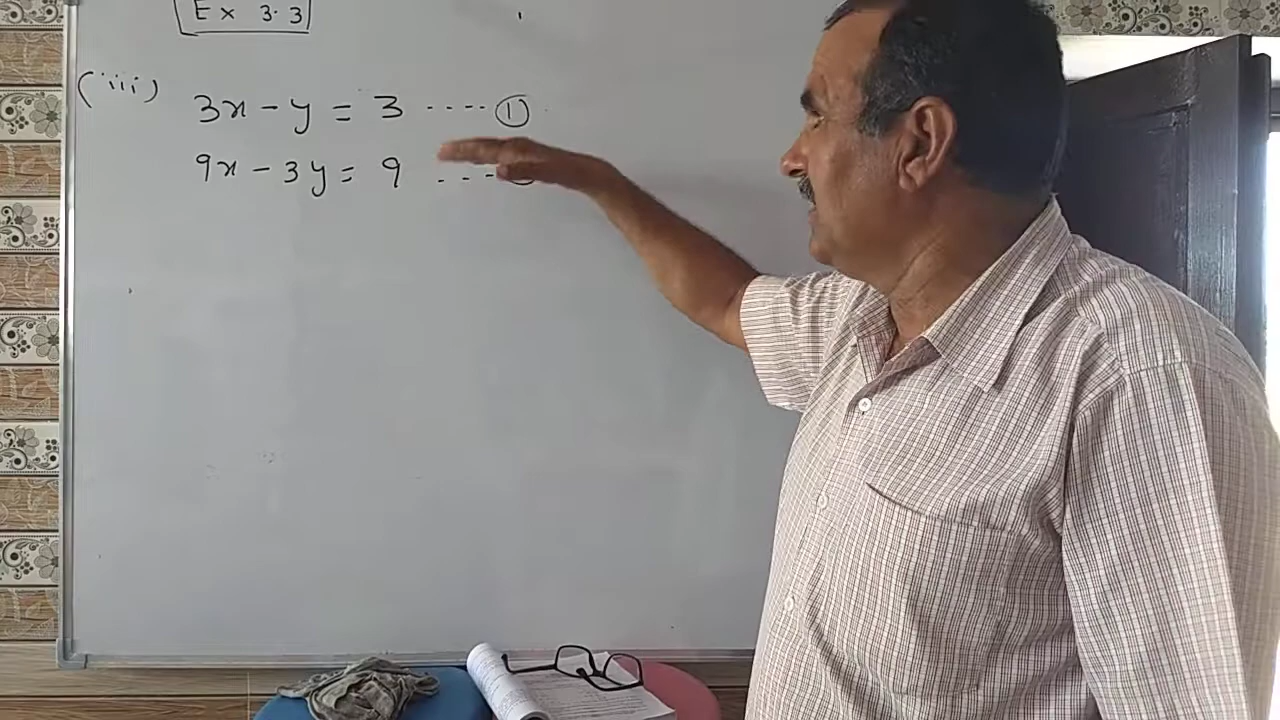 Ex 3.3
(iii) 3x - y = 3 ---- ①
9x - 3y = 9 ---